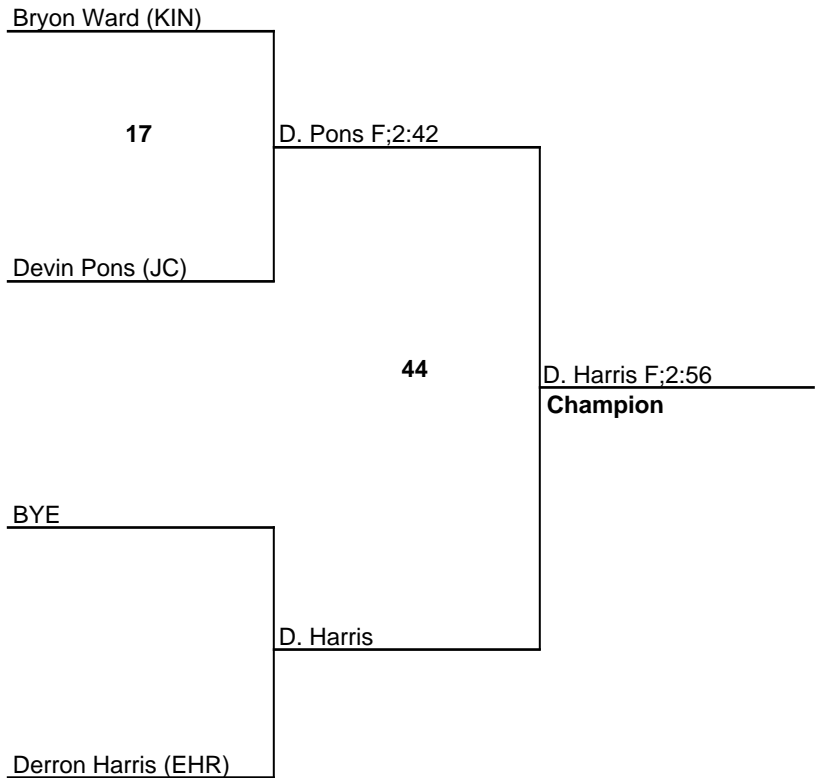 Bryon Ward (KIN)
17
D. Pons F;2:42
Devin Pons (JC)
44
D. Harris F;2:56
Champion
BYE
D. Harris
Derron Harris (EHR)